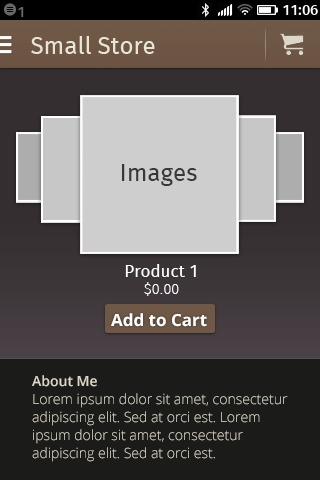 1
11:06
Small Store
Images
Product 1
$0.00
Add to Cart
About Me
Lorem ipsum dolor sit amet, consectetur
adipiscing elit. Sed at orci est. Lorem
ipsum dolor sit amet, consectetur
adipiscing elit. Sed at orci est.